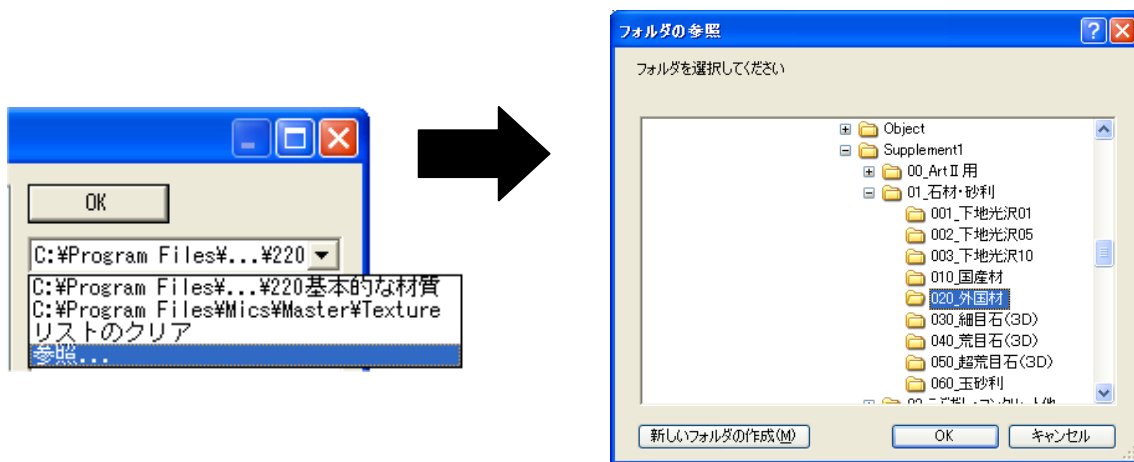 OK
C:¥Program Files¥...¥220
C:¥Program Files¥...¥220基本的な材質
C:¥Program Files¥Mics¥Master¥Texture
リストのクリア
参照...
フォルダの参照
フォルダを選択してください
Object
Supplement1
00_ArtⅡ用
01_石材・砂利
001_下地光沢01
002_下地光沢05
003_下地光沢10
010_国産材
020_外国材
030_細目石(3D)
040_荒目石(3D)
050_超荒目石(3D)
060_玉砂利
新しいフォルダの作成(M)
OK
キャンセル